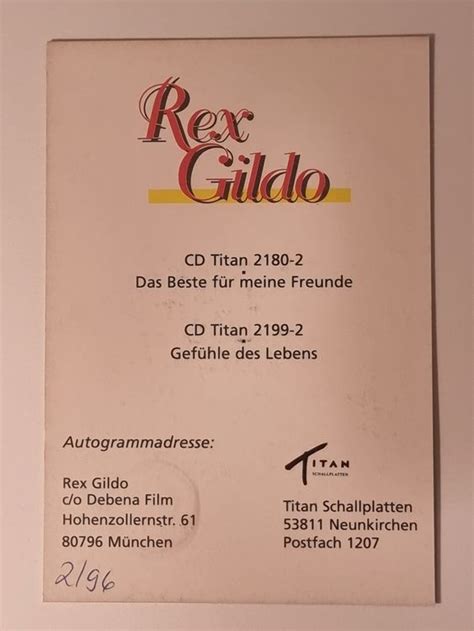 Rex
Gildo
CD Titan 2180-2
Das Beste für meine Freunde
CD Titan 2199-2
Gefühle des Lebens
Autogrammadresse:
Rex Gildo
c/o Debena Film
Hohenzollernstr. 61
80796 München
2/96
TITAN
SCHALLPLATTEN
Titan Schallplatten
53811 Neunkirchen
Postfach 1207